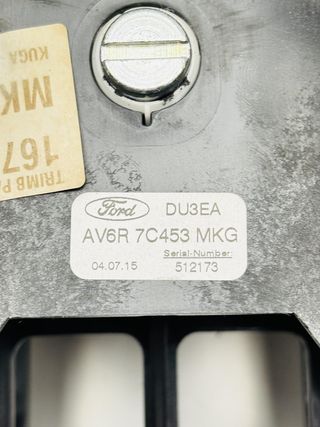 KUGA
MK
167
TRIMB P
Ford
DU3EA
AV6R 7C453 MKG
Serial-Number:
04.07.15
512173